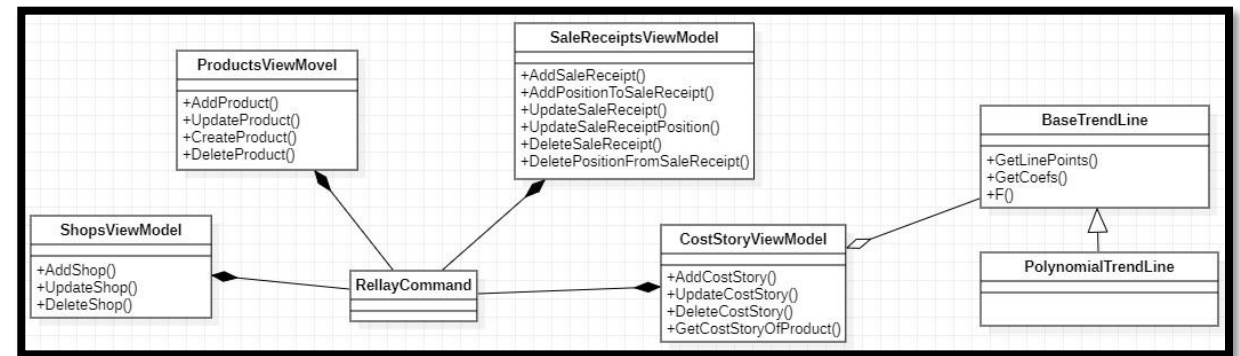 ProductsViewMovel
+AddProduct()
+UpdateProduct()
+CreateProduct()
+DeleteProduct()
SaleReceiptsViewModel
+AddSaleReceipt()
+AddPositionToSaleReceipt()
+UpdateSaleReceipt()
+UpdateSaleReceiptPosition()
+DeleteSaleReceipt()
+DeletePositionFromSaleReceipt()
BaseTrendLine
+GetLinePoints()
+GetCoefs()
+F()
ShopsViewModel
+AddShop()
+UpdateShop()
+DeleteShop()
RellayCommand
CostStoryViewModel
+AddCostStory()
+UpdateCostStory()
+DeleteCostStory()
+GetCostStoryOfProduct()
PolynomialTrendLine